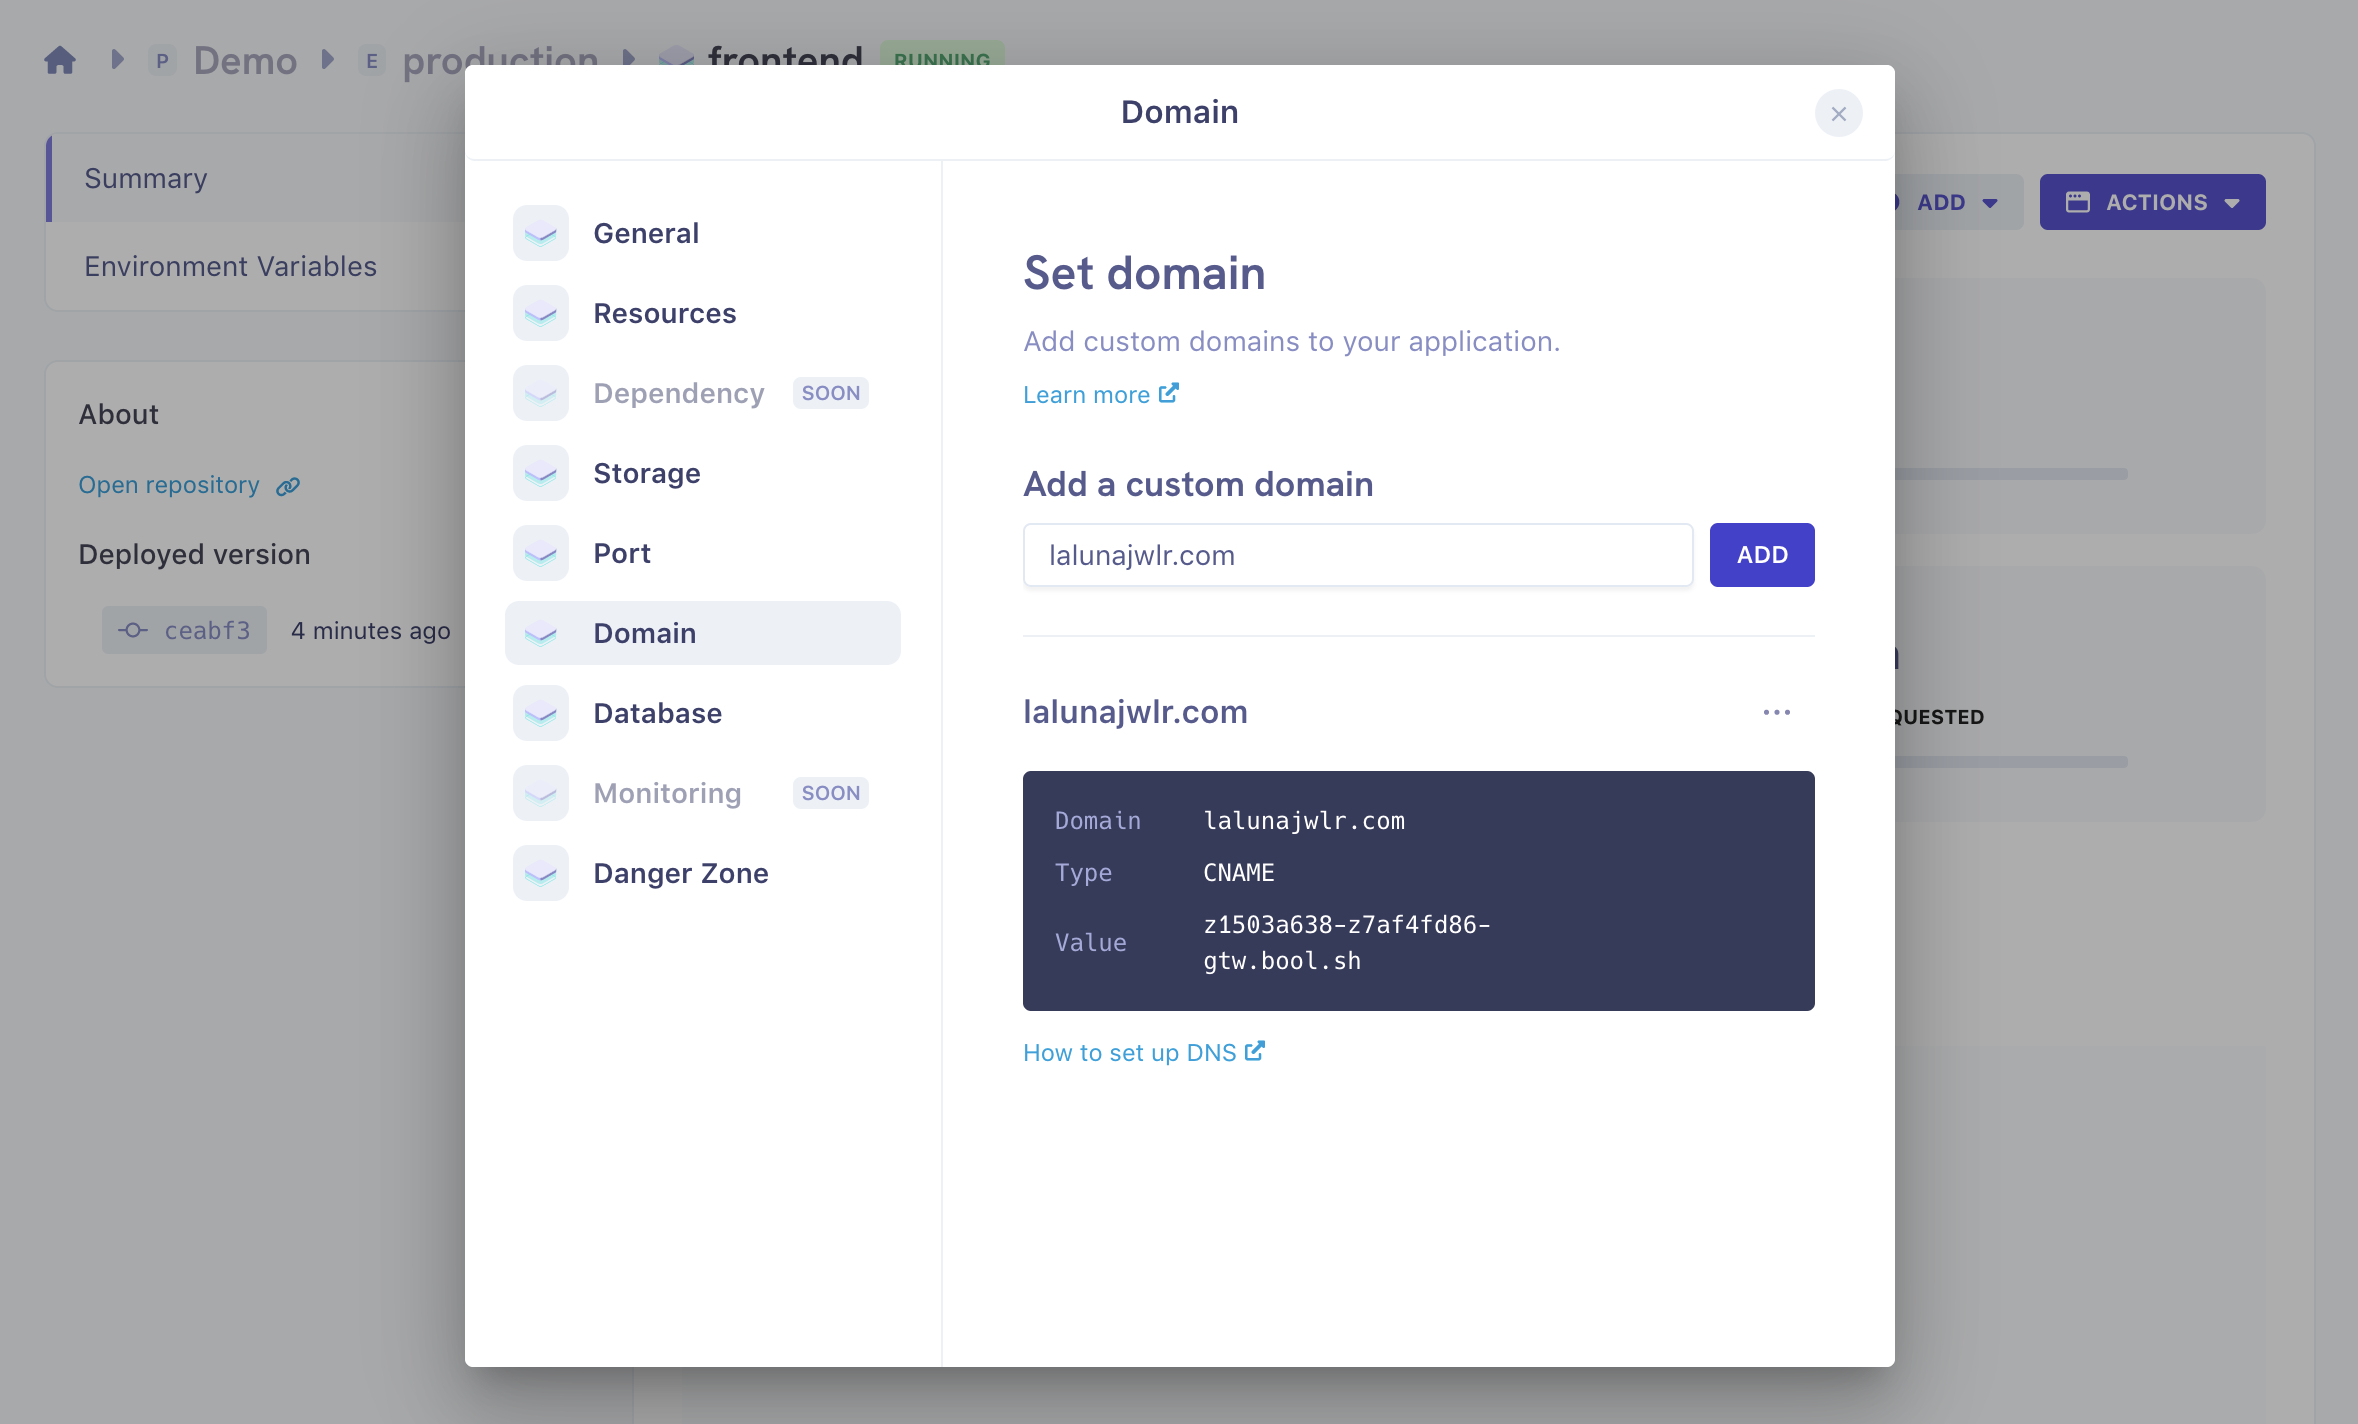 P Demo E production frontend RUNNING
Domain
Summary
Environment Variables
About
Open repository
Deployed version
ceabf3 4 minutes ago
General
Resources
Dependency SOON
Storage
Port
Domain
Database
Monitoring SOON
Danger Zone
Set domain
Add custom domains to your application.
Learn more
Add a custom domain
lalunajwlr.com ADD
lalunajwlr.com
Domain lalunajwlr.com
Type CNAME
Value z1503a638-z7af4fd86-
gtw.bool.sh
How to set up DNS
ADD ACTIONS